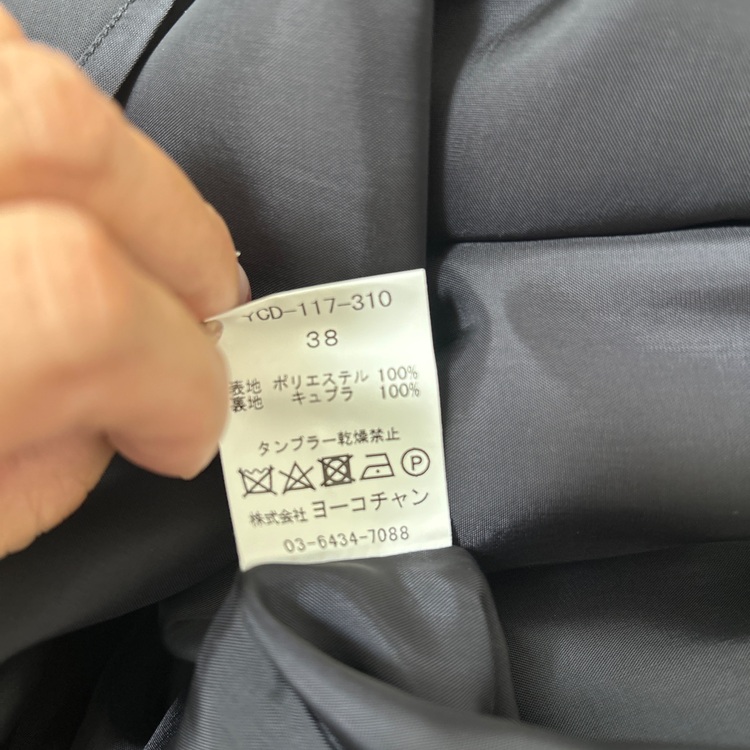 YCD-117-310
38
表地 ポリエステル 100%
裏地 キュプラ 100%
タンブラー乾燥禁止
P
株式会社 ヨーコチャン
03-6434-7088